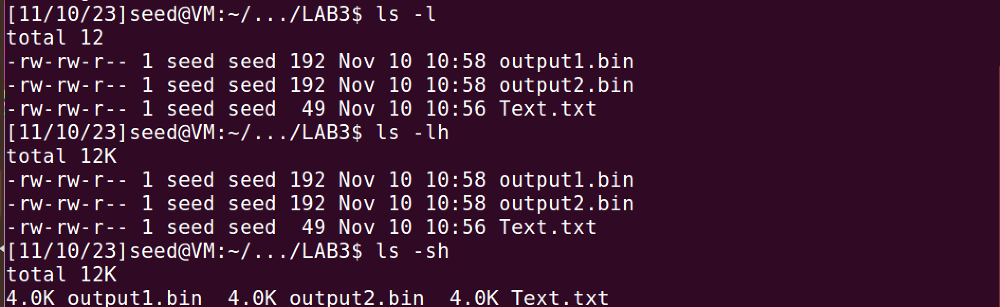 [11/10/23]seed@VM:~/.../LAB3$ ls -l
total 12
-rw-rw-r-- 1 seed seed 192 Nov 10 10:58 output1.bin
-rw-rw-r-- 1 seed seed 192 Nov 10 10:58 output2.bin
-rw-rw-r-- 1 seed seed  49 Nov 10 10:56 Text.txt
[11/10/23]seed@VM:~/.../LAB3$ ls -lh
total 12K
-rw-rw-r-- 1 seed seed 192 Nov 10 10:58 output1.bin
-rw-rw-r-- 1 seed seed 192 Nov 10 10:58 output2.bin
-rw-rw-r-- 1 seed seed  49 Nov 10 10:56 Text.txt
[11/10/23]seed@VM:~/.../LAB3$ ls -sh
total 12K
4.0K output1.bin  4.0K output2.bin  4.0K Text.txt